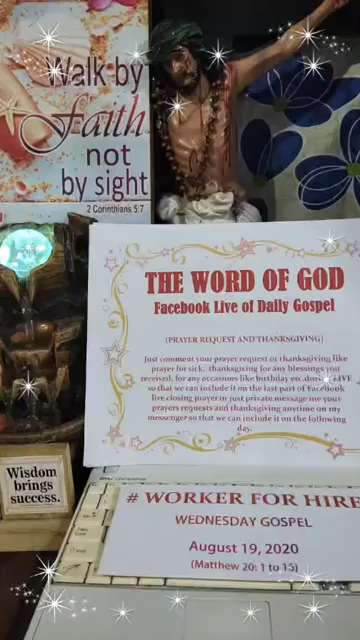 Walk by
Faith
not
by sight
2 Corinthians 5:7
THE WORD OF GOD
Facebook Live of Daily Gospel
(PRAYER REQUEST AND THANKSGIVING)
Just comment your prayer request or thanksgiving like
prayer for sick, thanksgiving for any blessings you
received, for any occasions like birthday etc. during LIVE
so that we can include it on the last part of Facebook
live closing prayer or just private message me your
prayers requests and thanksgiving anytime on my
messenger so that we can include it on the following
day.
Wisdom
brings
success.
# WORKER FOR HIRE
WEDNESDAY GOSPEL
August 19, 2020
(Matthew 20: 1 to 15)